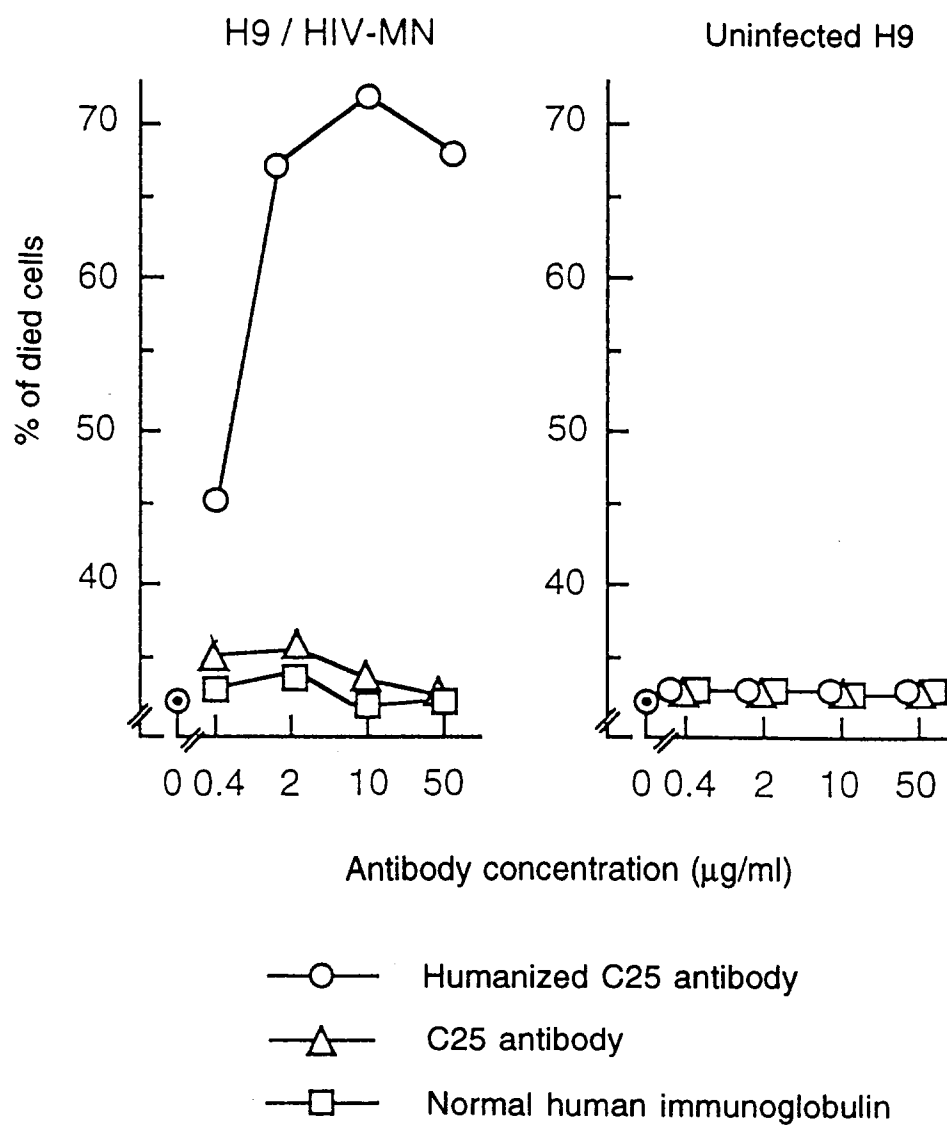 H9 / HIV-MN
Uninfected H9
% of died cells
70
60
50
40
70
60
50
40
0 0.4 2 10 50
0 0.4 2 10 50
Antibody concentration (μg/ml)
Humanized C25 antibody
C25 antibody
Normal human immunoglobulin